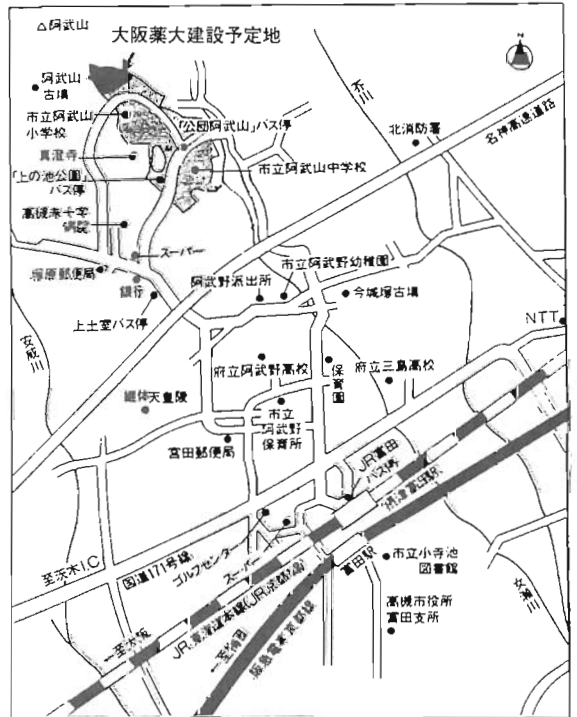 △阿武山
大阪薬大建設予定地
N
阿武山
古墳
市立阿武山
小学校
「公団阿武山」バス停
真澄寺
「上の池公園」
バス停
市立阿武山中学校
高槻赤十字
病院
スーパー
塚原郵便局
銀行
上土室バス停
芥川
北消防署
名神高速道路
阿武野派出所
市立阿武野幼稚園
今城塚古墳
NTT
安威川
府立阿武野高校
保育園
府立三島高校
継体天皇陵
市立
阿武野
保育所
宮田郵便局
JR富田
バス停
摂津富田駅
至茨木I.C
国道171号線
ゴルフセンター
スーパー
富田駅
市立小寺池
図書館
高槻市役所
富田支所
女瀬川
←至大阪
JR東海道本線(JR京都線)
←至梅田
阪急電車京都線